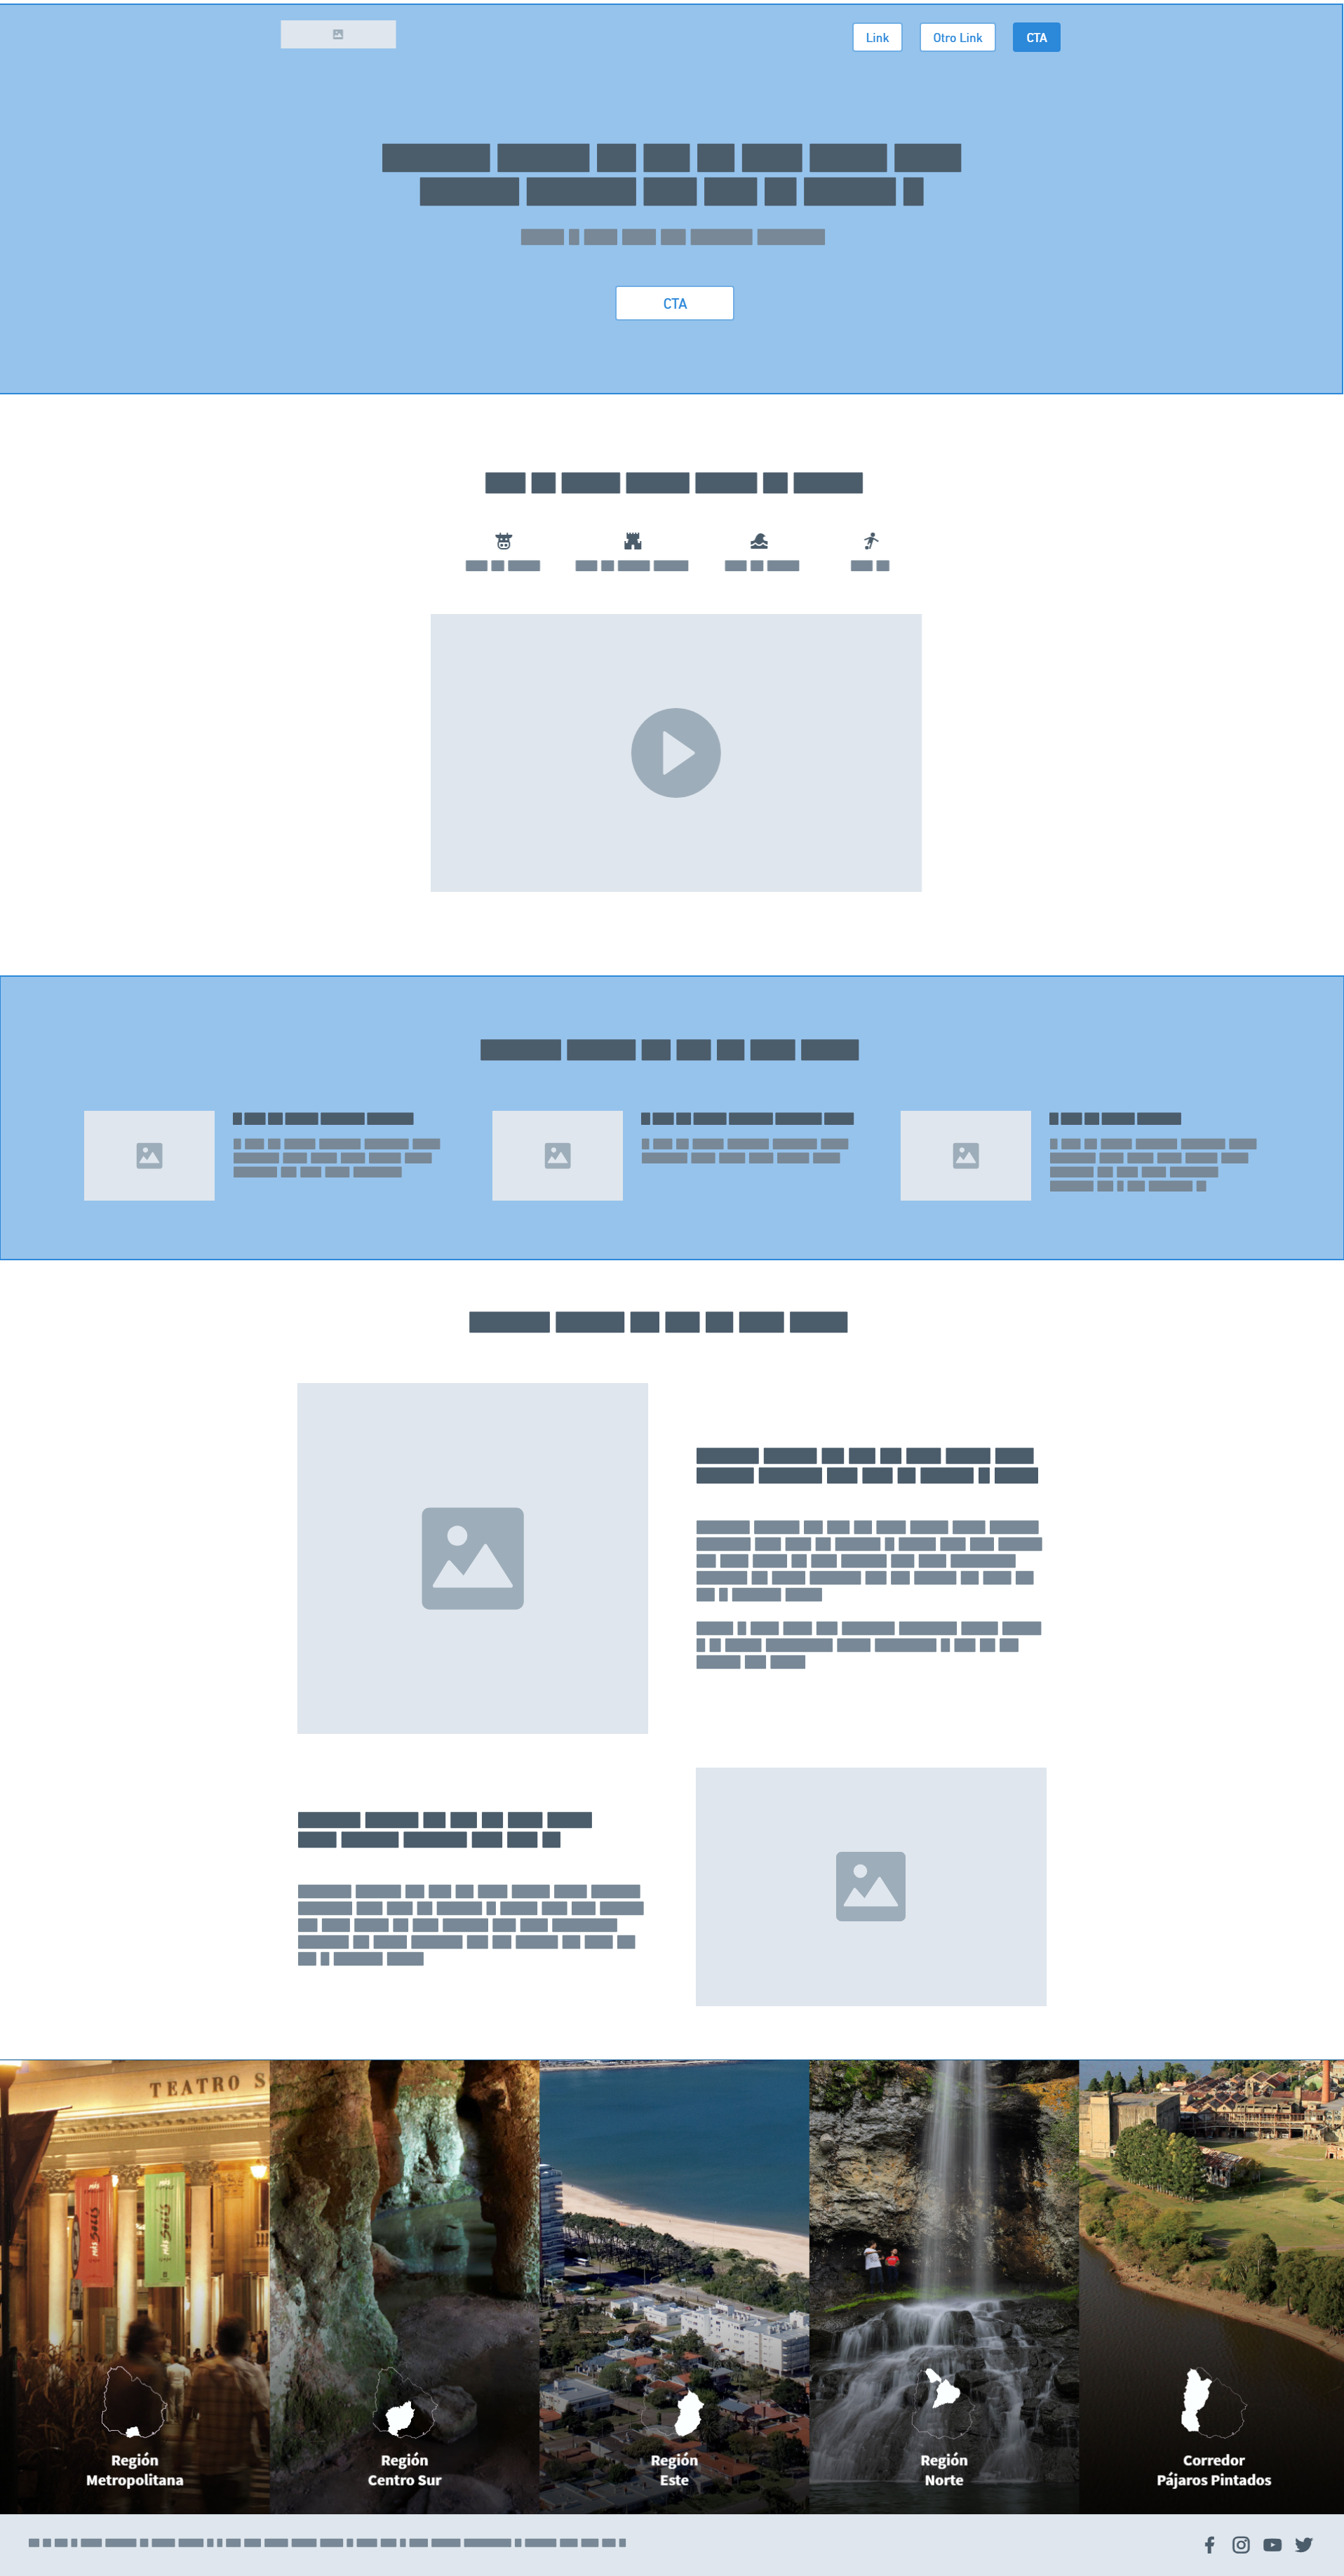 Link
Otro Link
CTA
CTA
TEATRO S
Región
Metropolitana
Región
Centro Sur
Región
Este
Región
Norte
Corredor
Pájaros Pintados